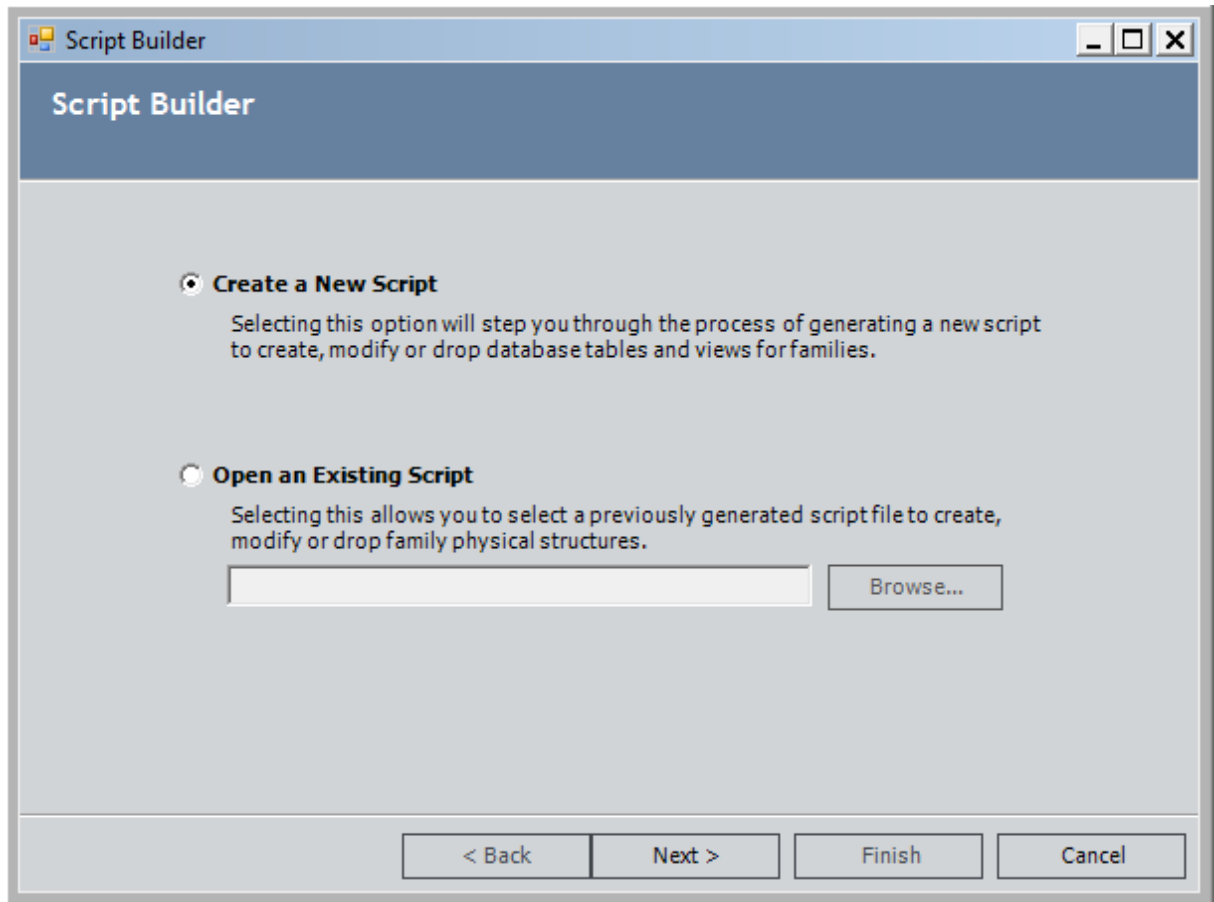 Script Builder
Script Builder
Create a New Script
Selecting this option will step you through the process of generating a new script
to create, modify or drop database tables and views for families.
Open an Existing Script
Selecting this allows you to select a previously generated script file to create,
modify or drop family physical structures.
Browse...
< Back
Next >
Finish
Cancel